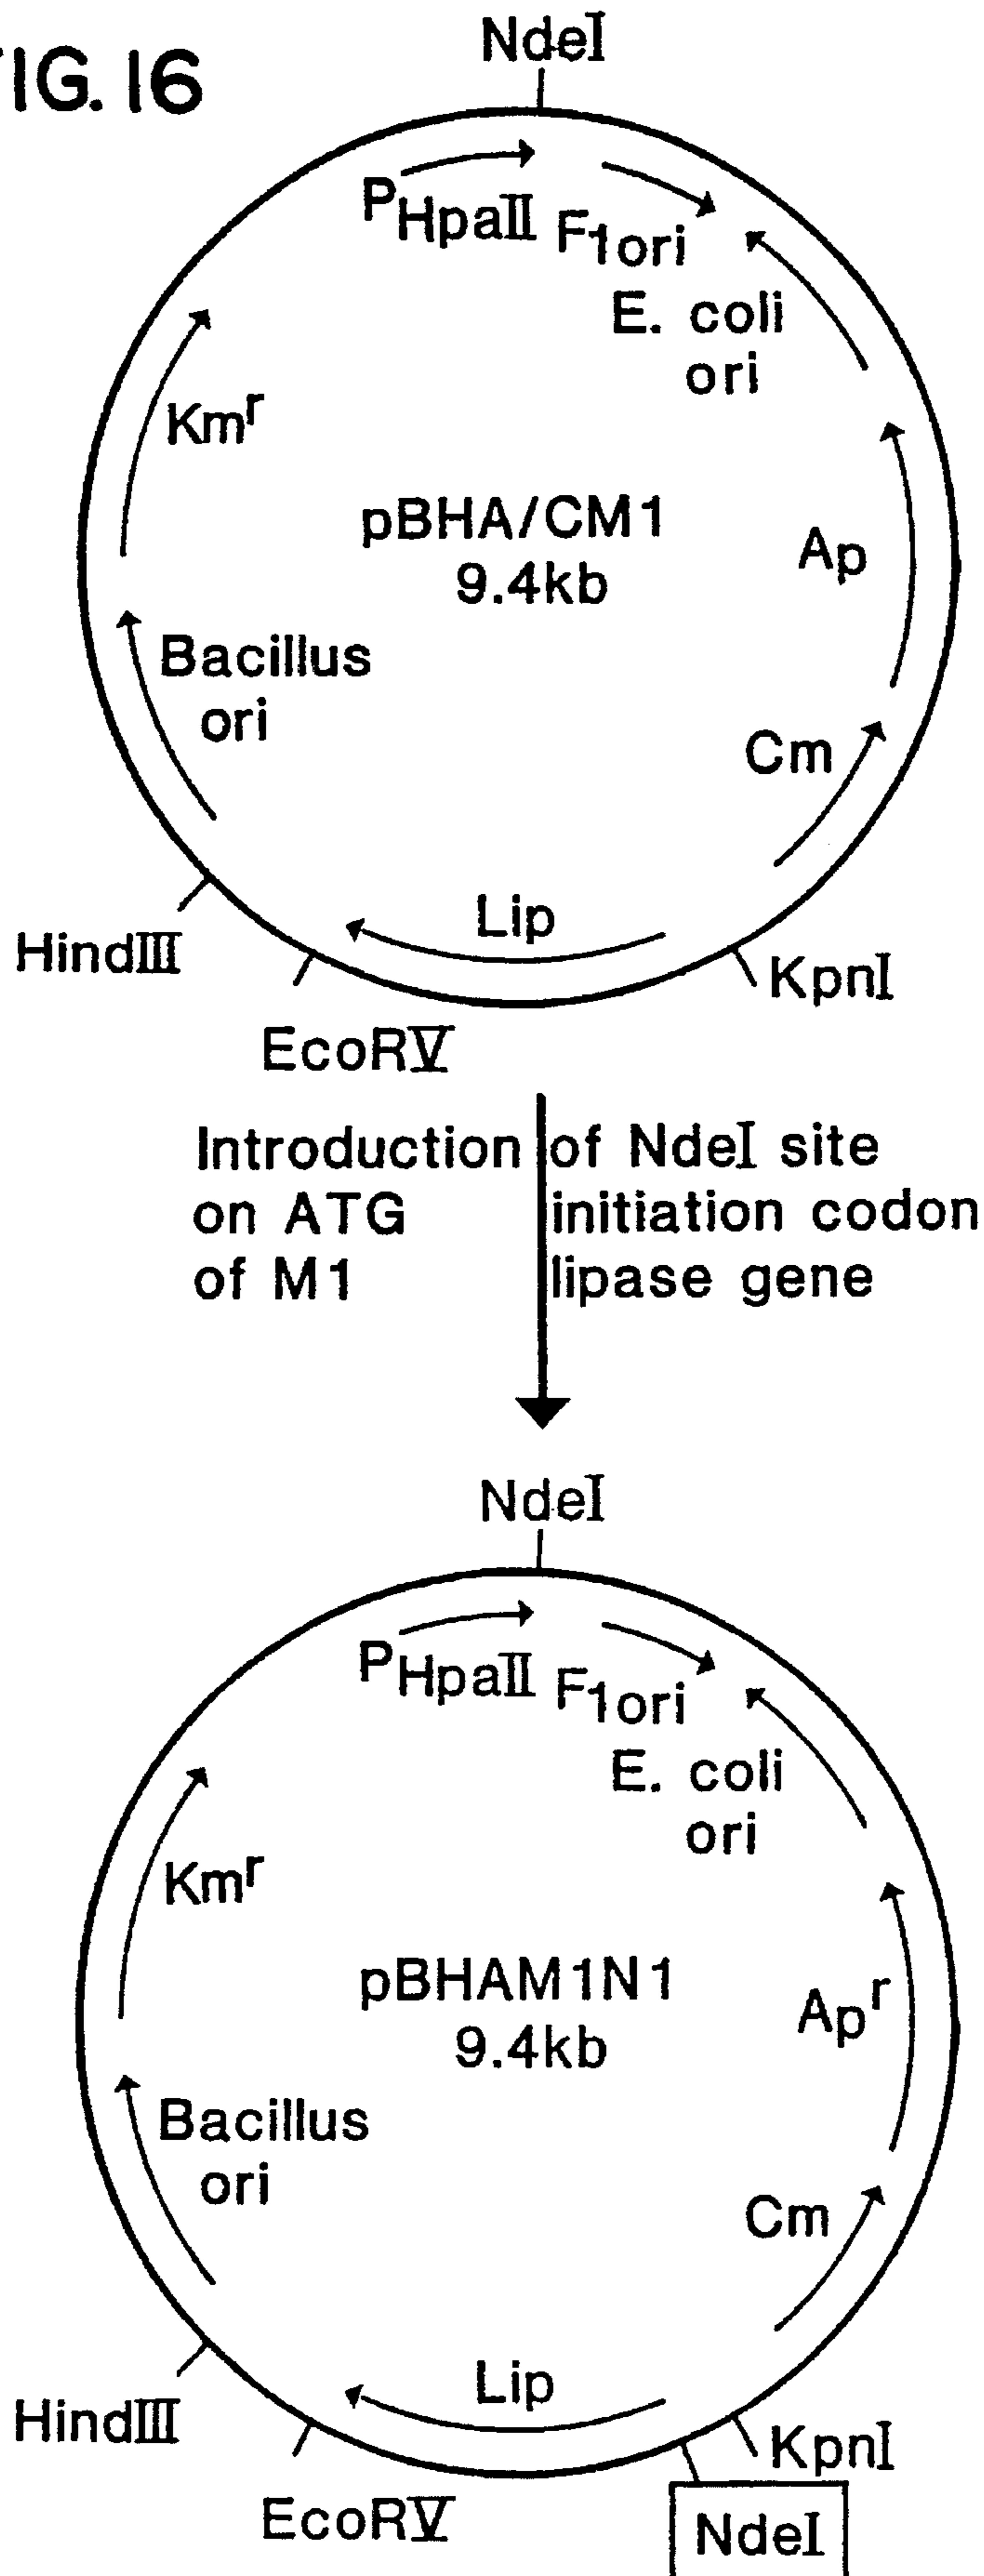 FIG. 16
NdeI
PHpaII
F1ori
E. coli
ori
Kmr
pBHA/CM1
9.4kb
Ap
Bacillus
ori
Cm
Lip
HindIII
KpnI
EcoRV
Introduction of NdeI site
on ATG initiation codon
of M1 lipase gene
NdeI
PHpaII
F1ori
E. coli
ori
Kmr
pBHAM1N1
9.4kb
Apr
Bacillus
ori
Cm
Lip
HindIII
KpnI
EcoRV
NdeI